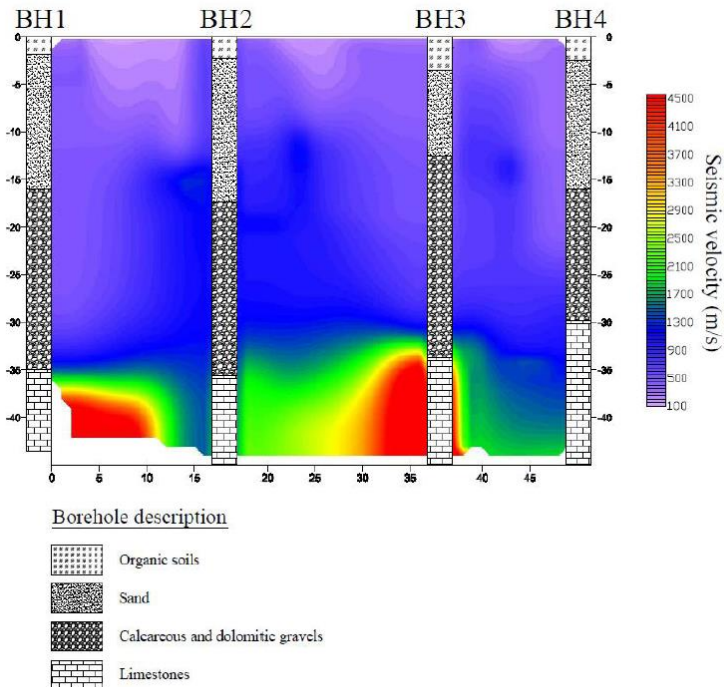 BH1 BH2 BH3 BH4
0 0
-5 -5
-10 -10
-15 -15
-20 -20
-25 -25
-30 -30
-35 -35
-40 -40
0 5 10 15 20 25 30 35 40 45
4500
4100
3700
3300
2900
2500
2100
1700
1300
900
500
100
Seismic velocity (m/s)
Borehole description
Organic soils
Sand
Calcareous and dolomitic gravels
Limestones